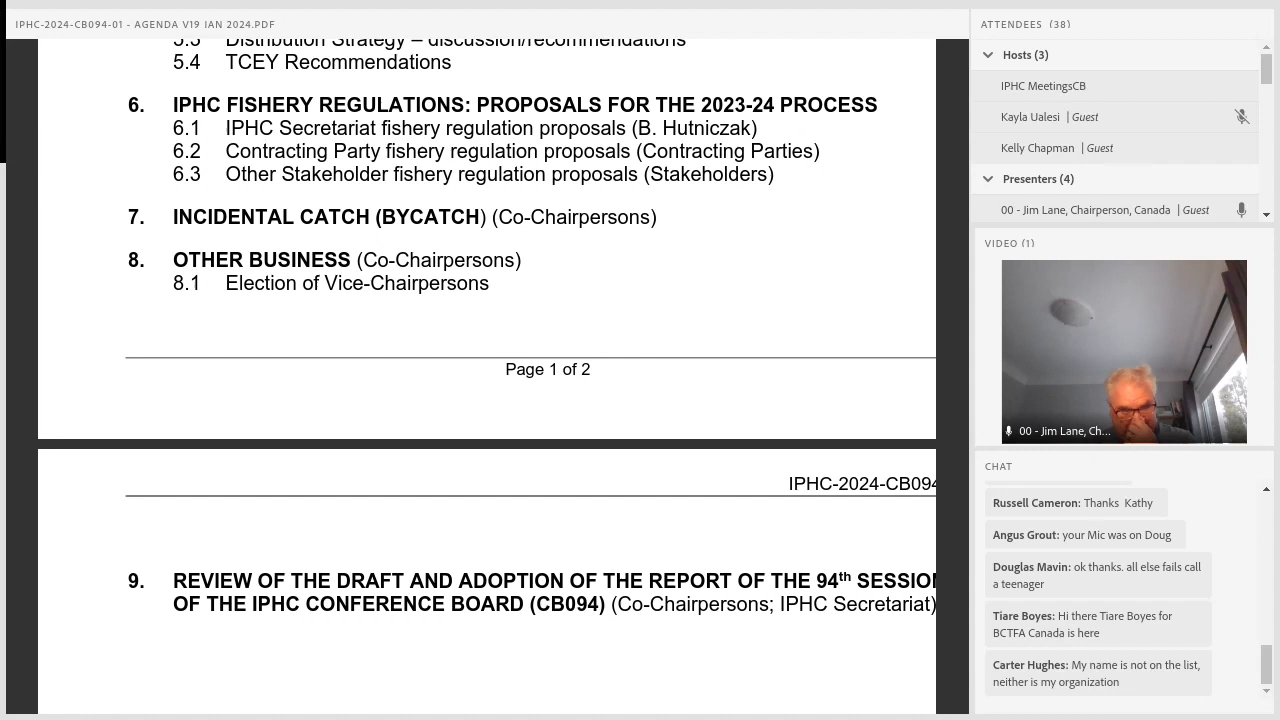 IPHC-2024-CB094-01 - AGENDA V19 JAN 2024.PDF
5.3 Distribution Strategy – discussion/recommendations
5.4 TCEY Recommendations
6. IPHC FISHERY REGULATIONS: PROPOSALS FOR THE 2023-24 PROCESS
6.1 IPHC Secretariat fishery regulation proposals (B. Hutniczak)
6.2 Contracting Party fishery regulation proposals (Contracting Parties)
6.3 Other Stakeholder fishery regulation proposals (Stakeholders)
7. INCIDENTAL CATCH (BYCATCH) (Co-Chairpersons)
8. OTHER BUSINESS (Co-Chairpersons)
8.1 Election of Vice-Chairpersons
Page 1 of 2
IPHC-2024-CB094
9. REVIEW OF THE DRAFT AND ADOPTION OF THE REPORT OF THE 94th SESSION
OF THE IPHC CONFERENCE BOARD (CB094) (Co-Chairpersons; IPHC Secretariat)
ATTENDEES (38)
Hosts (3)
IPHC MeetingsCB
Kayla Ualesi | Guest
Kelly Chapman | Guest
Presenters (4)
00 - Jim Lane, Chairperson, Canada | Guest
VIDEO (1)
00 - Jim Lane, Ch...
CHAT
Russell Cameron: Thanks Kathy
Angus Grout: your Mic was on Doug
Douglas Mavin: ok thanks. all else fails call
a teenager
Tiare Boyes: Hi there Tiare Boyes for
BCTFA Canada is here
Carter Hughes: My name is not on the list,
neither is my organization